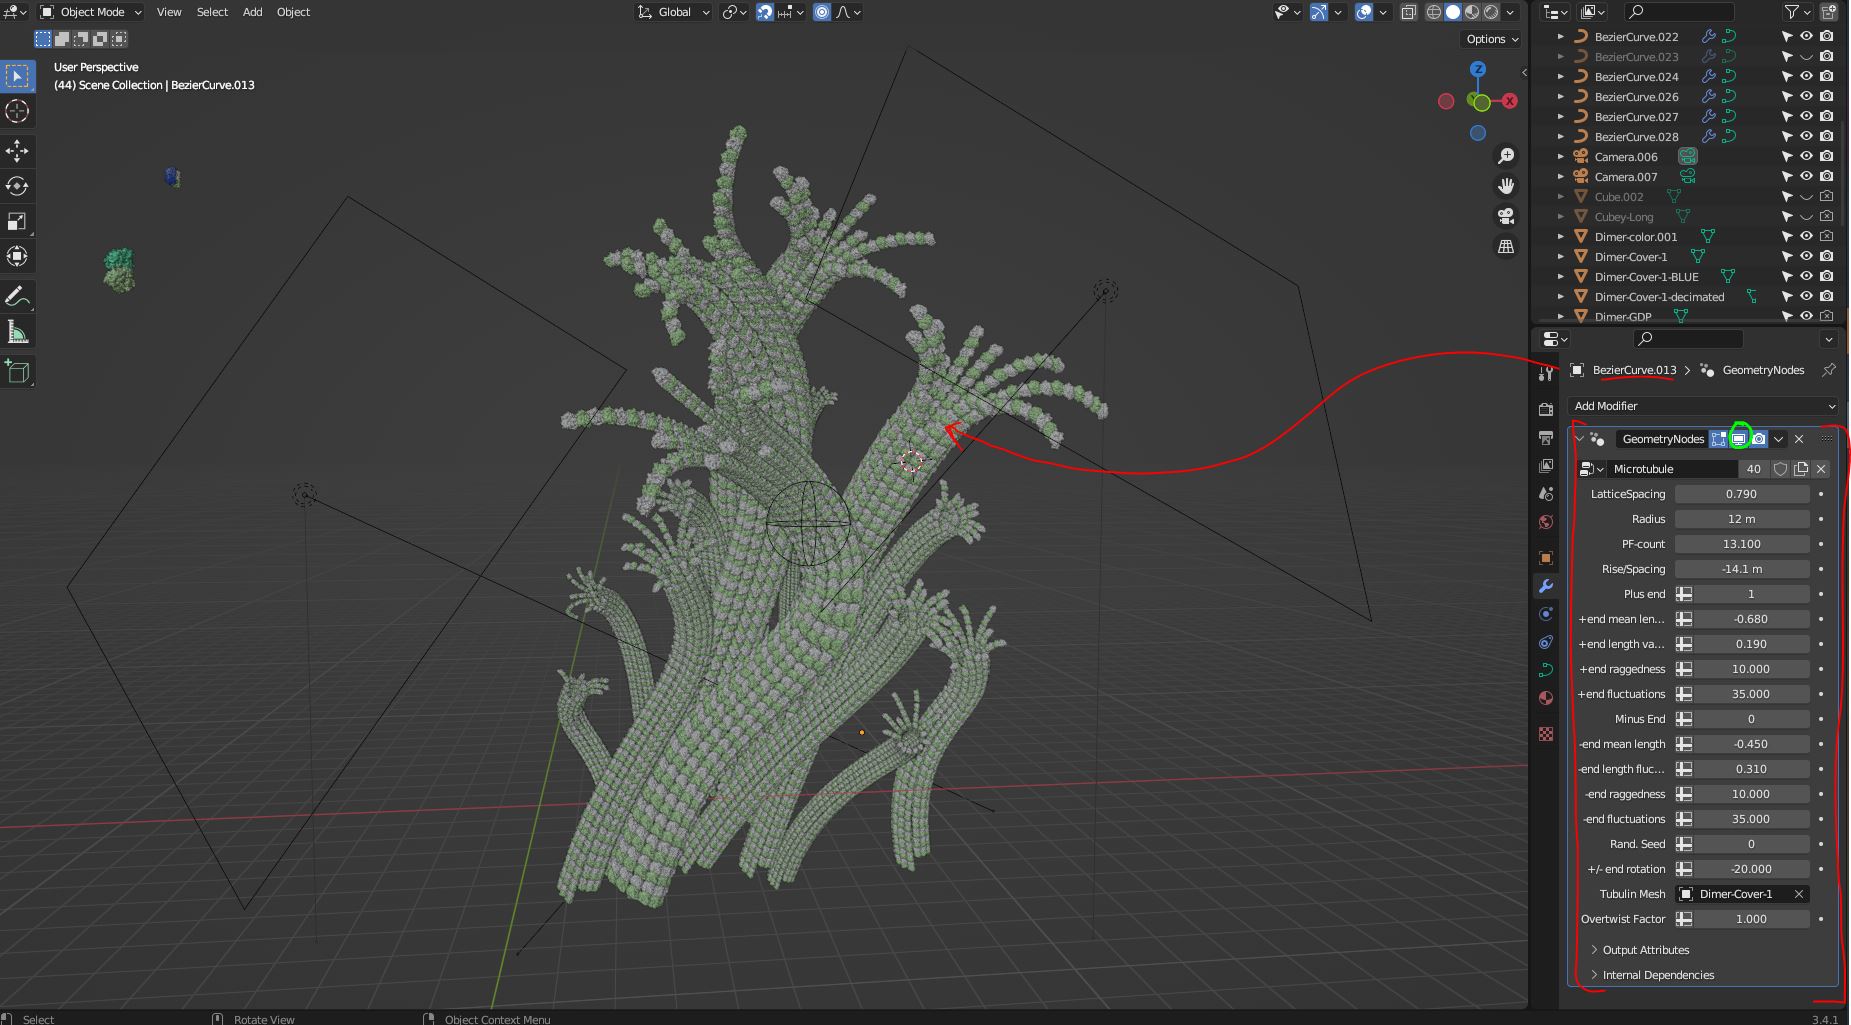 Object Mode View Select Add Object Global
Options
User Perspective
(44) Scene Collection | BezierCurve.013
Z
X
BezierCurve.022
BezierCurve.023
BezierCurve.024
BezierCurve.026
BezierCurve.027
BezierCurve.028
Camera.006
Camera.007
Cube.002
Cubey-Long
Dimer-color.001
Dimer-Cover-1
Dimer-Cover-1-BLUE
Dimer-Cover-1-decimated
Dimer-GDP
BezierCurve.013 > GeometryNodes
Add Modifier
GeometryNodes
Microtubule 40
LatticeSpacing 0.790
Radius 12 m
PF-count 13.100
Rise/Spacing -14.1 m
Plus end 1
+end mean len... -0.680
+end length va... 0.190
+end raggedness 10.000
+end fluctuations 35.000
Minus End 0
-end mean length -0.450
-end length fluc... 0.310
-end raggedness 10.000
-end fluctuations 35.000
Rand. Seed 0
+/- end rotation -20.000
Tubulin Mesh Dimer-Cover-1
Overtwist Factor 1.000
Output Attributes
Internal Dependencies
Select Rotate View Object Context Menu 3.4.1